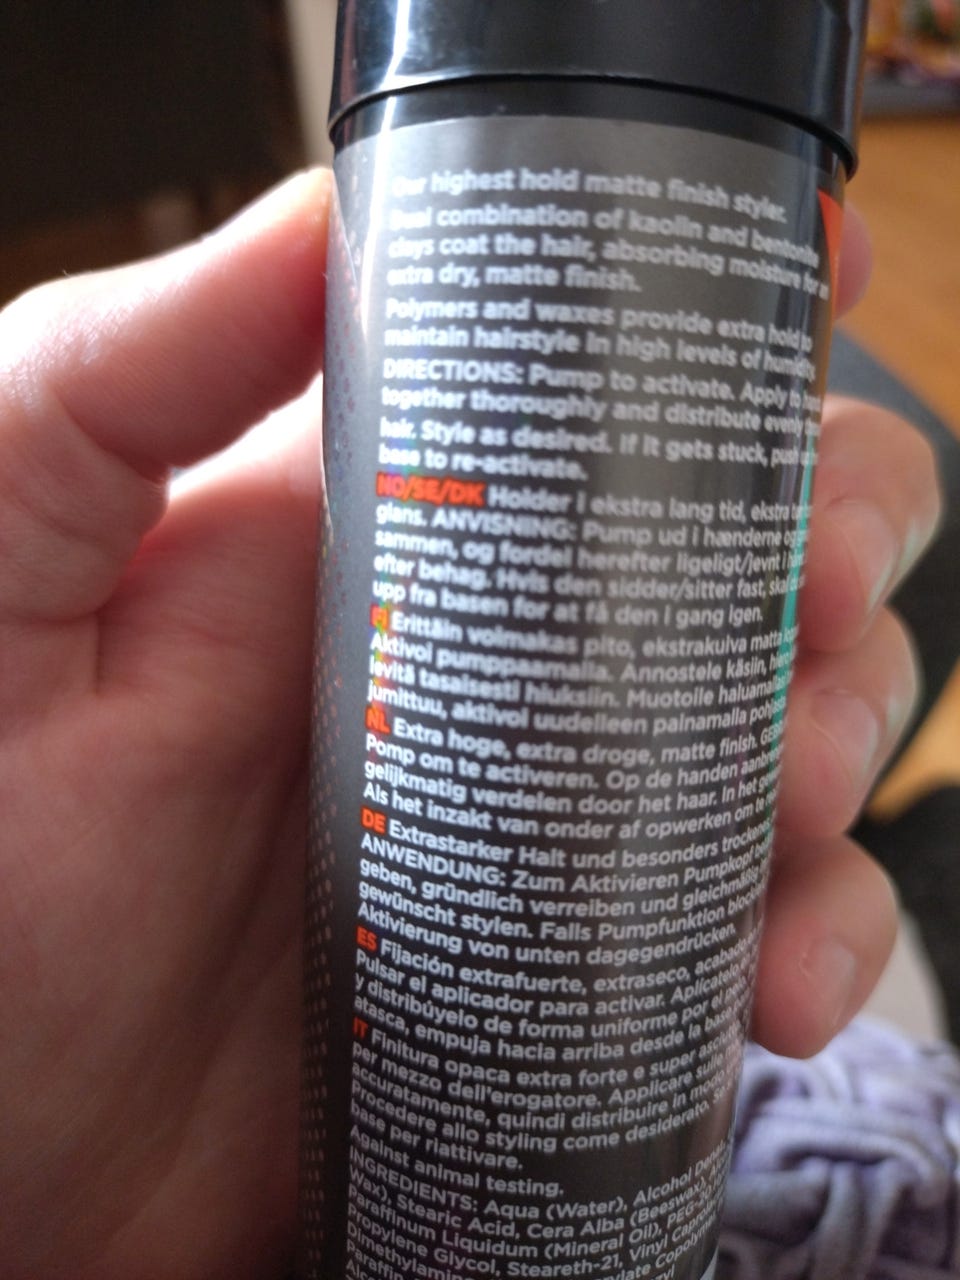 Our highest hold matte finish styler.
Dual combination of kaolin and bentonite
clays coat the hair, absorbing moisture for an
extra dry, matte finish.
Polymers and waxes provide extra hold to
maintain hairstyle in high levels of humidity.
DIRECTIONS: Pump to activate. Apply to
together thoroughly and distribute evenly
hair. Style as desired. If it gets stuck, push
base to re-activate.
NO/SE/DK Holder i ekstra lang tid, ekstra
glans. ANVISNING: Pump ud i hænderne og
sammen, og fordel herefter ligeligt/jevnt i
efter behag. Hvis den sidder/sitter fast, skal
upp fra basen for at få den i gang igen.
FI Erittäin voimakas pito, ekstrakuiva matta
Aktivoi pumppaamalla. Annostele käsiin,
levitä tasaisesti hiuksiin. Muotoile haluamallas
jumittuu, aktivoi uudelleen painamalla
NL Extra hoge, extra droge, matte finish.
Pomp om te activeren. Op de handen
gelijkmatig verdelen door het haar. In het
Als het inzakt van onder af opwerken om te
DE Extrastarker Halt und besonders trockenes
ANWENDUNG: Zum Aktivieren Pumpkopf
geben, gründlich verreiben und gleichmäßig
gewünscht stylen. Falls Pumpfunktion
Aktivierung von unten dagegendrücken.
ES Fijación extrafuerte, extraseco, acabado
Pulsar el aplicador para activar. Aplícatelo
y distribúyelo de forma uniforme por el pelo.
atasca, empuja hacia arriba desde la base
IT Finitura opaca extra forte e super asciutta
per mezzo dell'erogatore. Applicare sulle
accuratamente, quindi distribuire in modo
Procedere allo styling come desiderato.
base per riattivare.
Against animal testing.
INGREDIENTS: Aqua (Water), Alcohol Denat.
Wax), Stearic Acid, Cera Alba (Beeswax),
Paraffinum Liquidum (Mineral Oil),
Propylene Glycol, Steareth-21, Vinyl
Copolymer
Paraffin